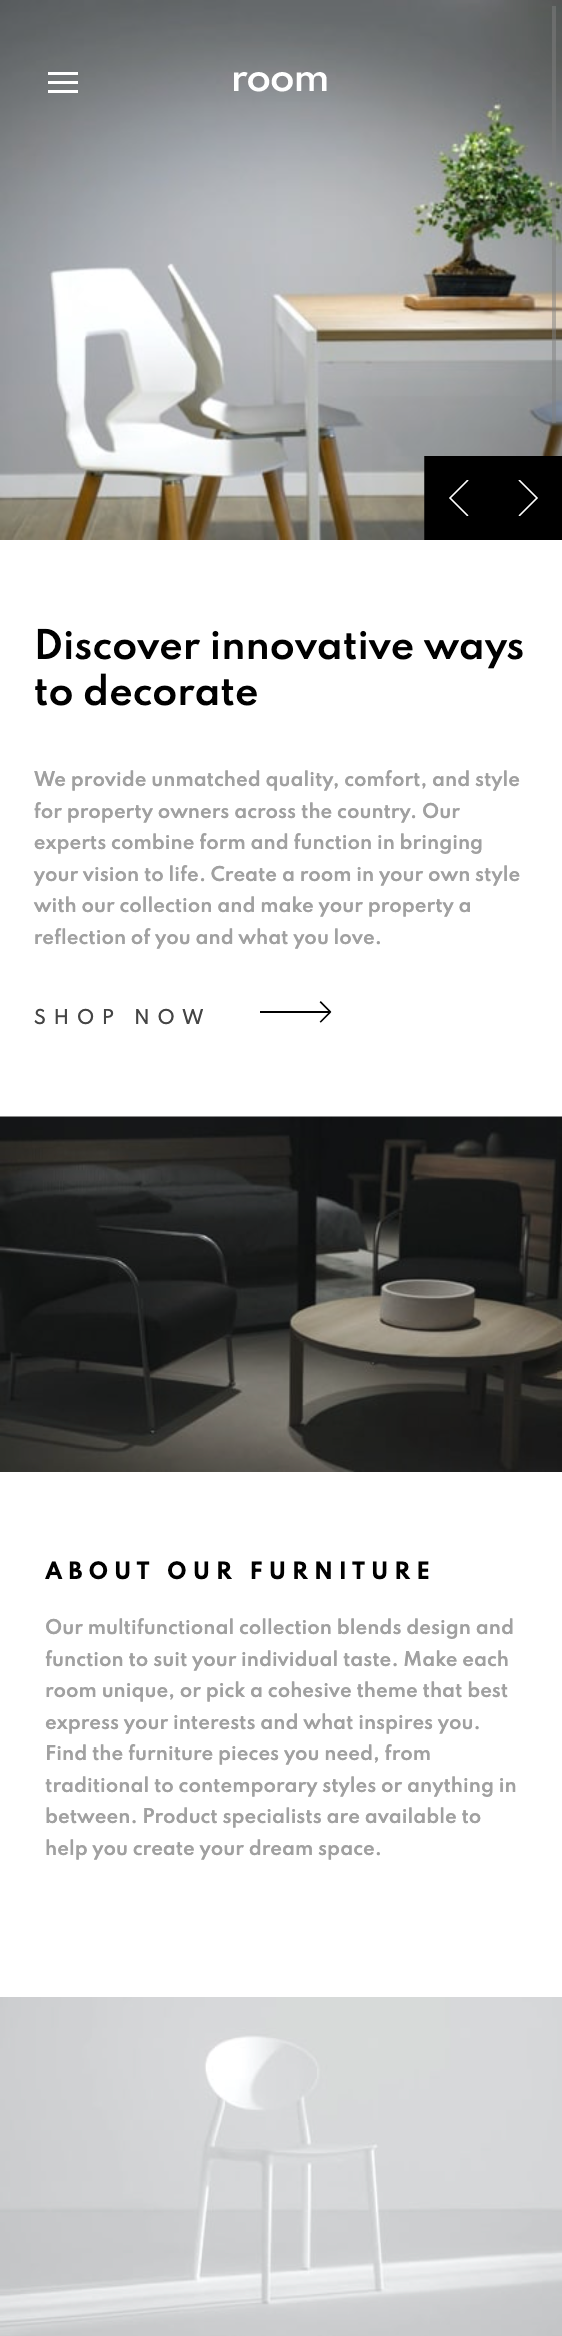 room
Discover innovative ways
to decorate
We provide unmatched quality, comfort, and style
for property owners across the country. Our
experts combine form and function in bringing
your vision to life. Create a room in your own style
with our collection and make your property a
reflection of you and what you love.
SHOP NOW
ABOUT OUR FURNITURE
Our multifunctional collection blends design and
function to suit your individual taste. Make each
room unique, or pick a cohesive theme that best
express your interests and what inspires you.
Find the furniture pieces you need, from
traditional to contemporary styles or anything in
between. Product specialists are available to
help you create your dream space.